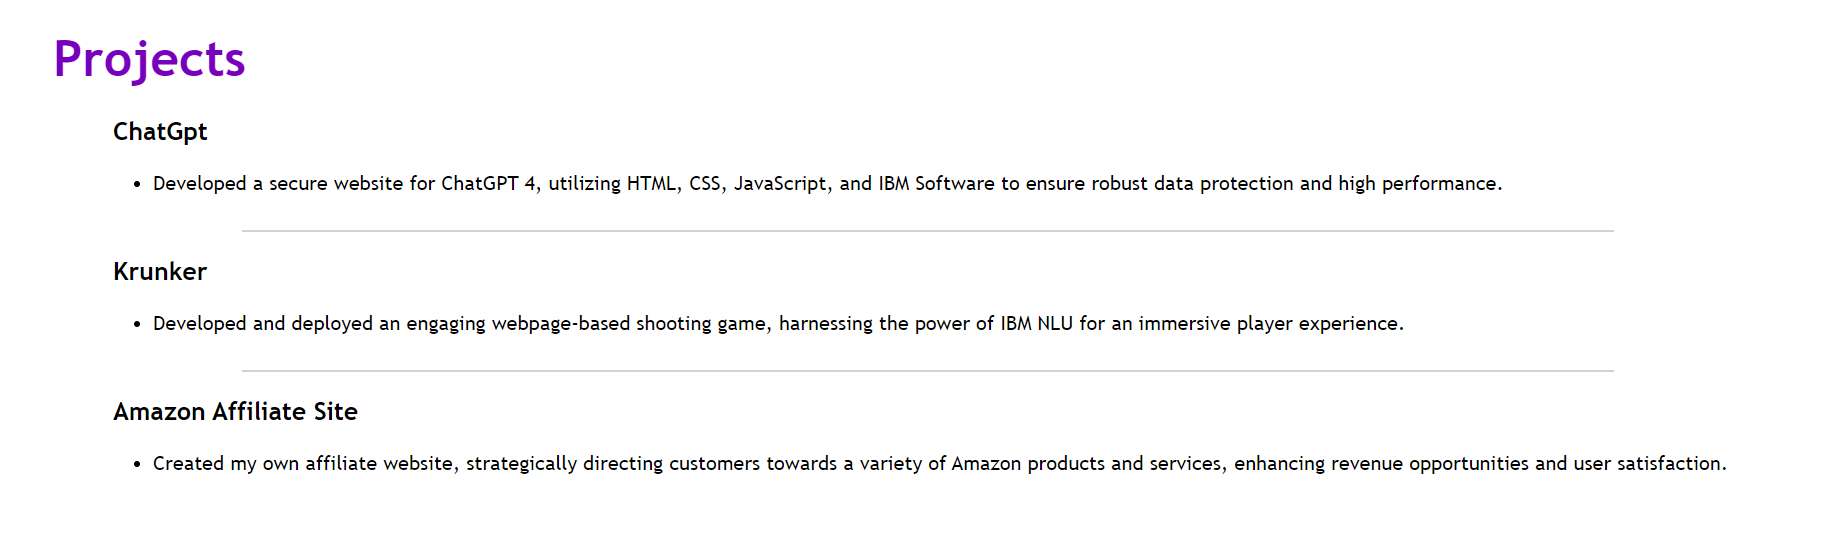 Projects
ChatGpt
• Developed a secure website for ChatGPT 4, utilizing HTML, CSS, JavaScript, and IBM Software to ensure robust data protection and high performance.
Krunker
• Developed and deployed an engaging webpage-based shooting game, harnessing the power of IBM NLU for an immersive player experience.
Amazon Affiliate Site
• Created my own affiliate website, strategically directing customers towards a variety of Amazon products and services, enhancing revenue opportunities and user satisfaction.